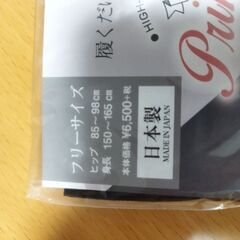 履くだけ
●HIGH-
Pri
フリーサイズ
ヒップ 85～98cm
身長 150～165cm
本体価格 ¥6,500+税
日本製
MADE IN JAPAN